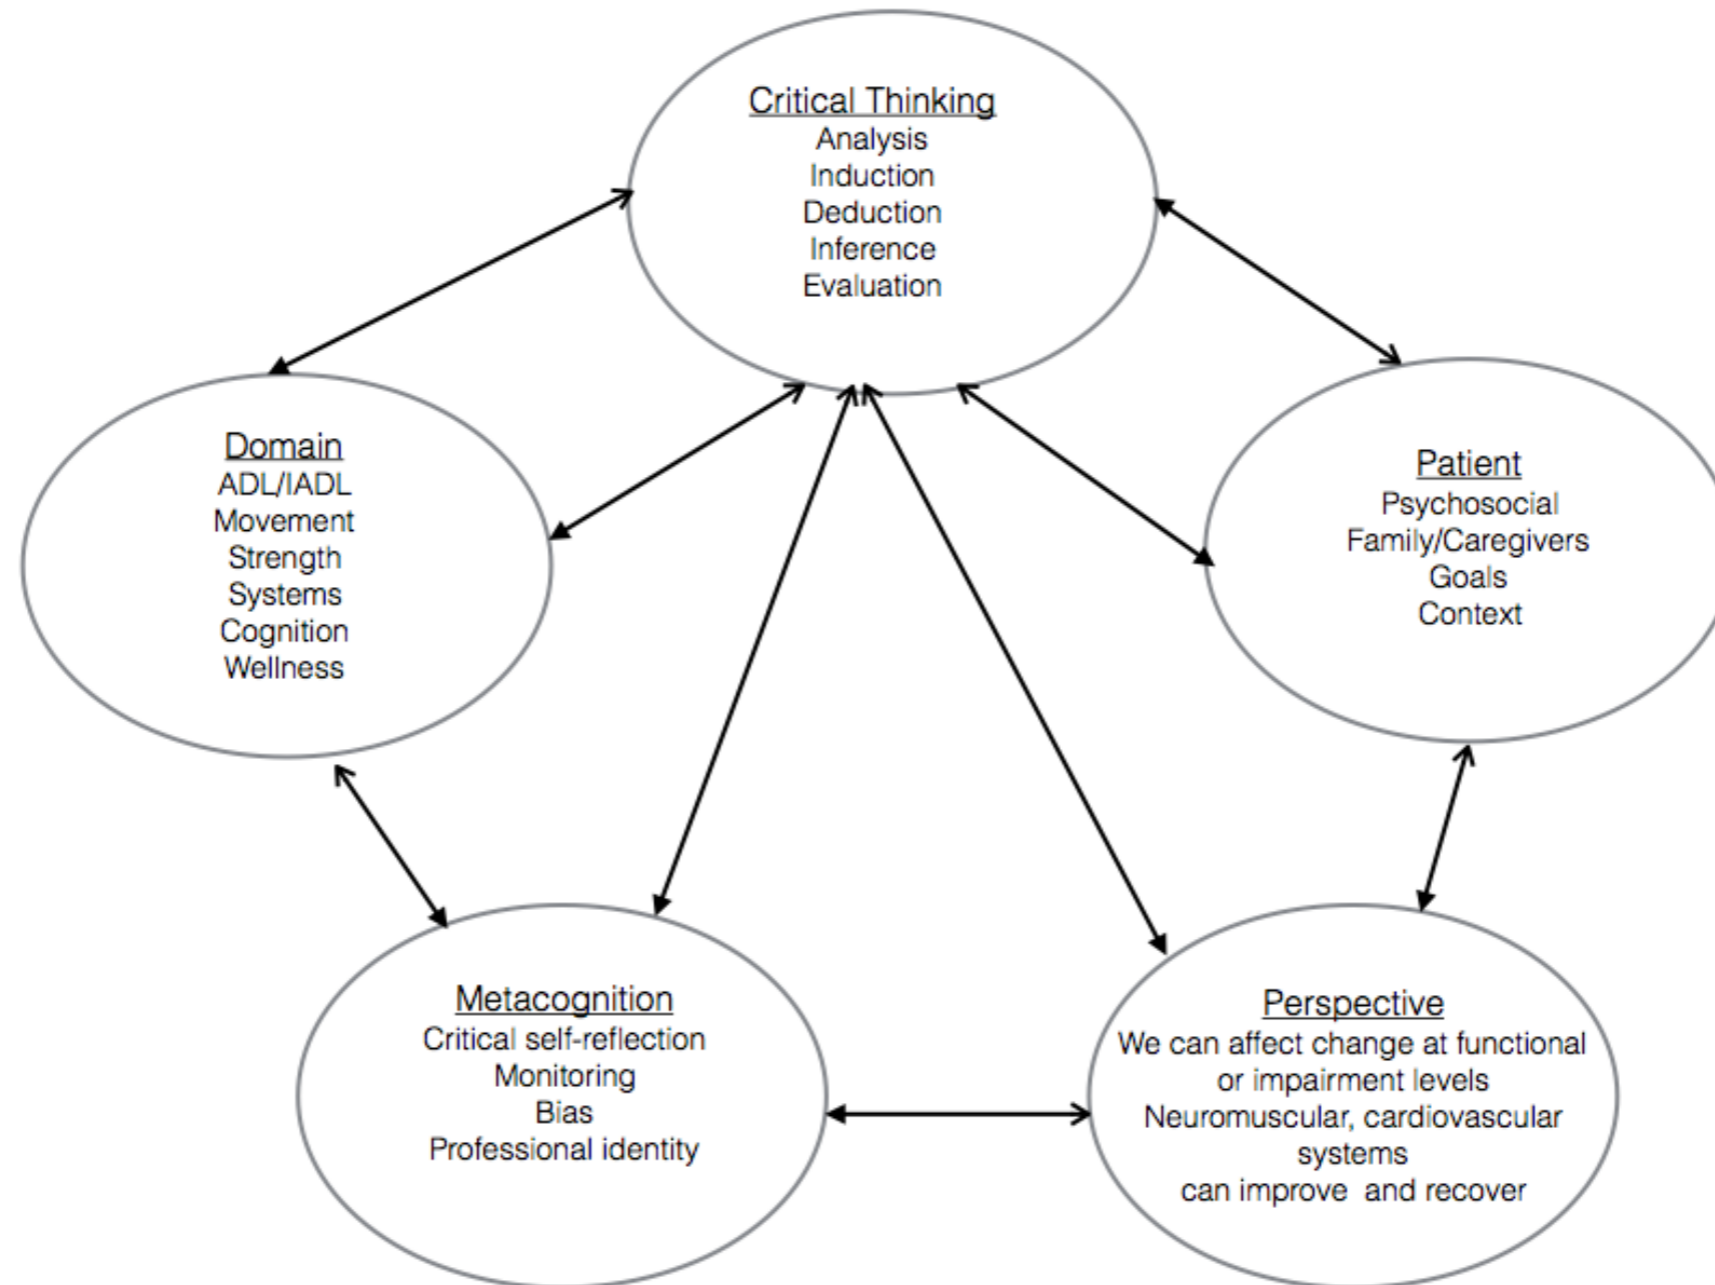 Critical Thinking
Analysis
Induction
Deduction
Inference
Evaluation
Domain
ADL/IADL
Movement
Strength
Systems
Cognition
Wellness
Patient
Psychosocial
Family/Caregivers
Goals
Context
Metacognition
Critical self-reflection
Monitoring
Bias
Professional identity
Perspective
We can affect change at functional
or impairment levels
Neuromuscular, cardiovascular
systems
can improve and recover